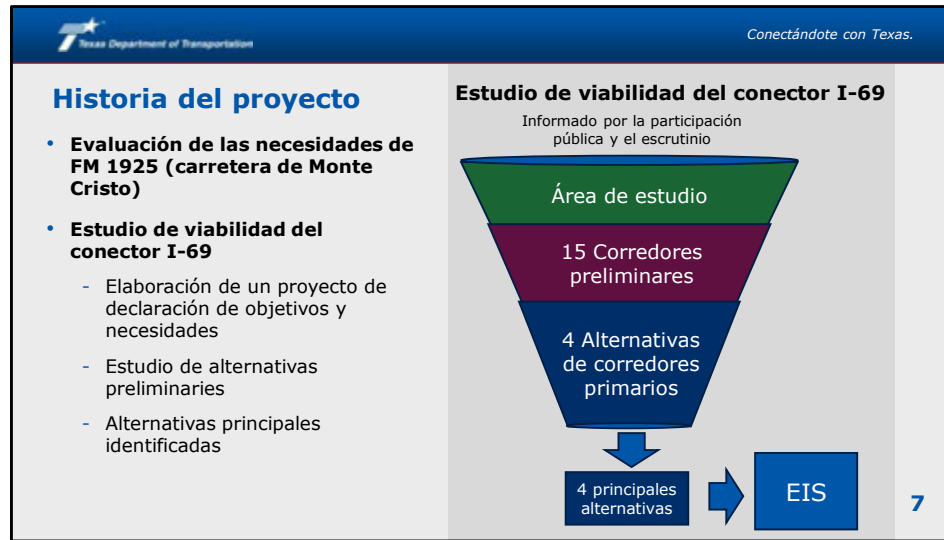 Texas Department of Transportation
Conectándote con Texas.
Historia del proyecto
• Evaluación de las necesidades de
FM 1925 (carretera de Monte
Cristo)
• Estudio de viabilidad del
conector I-69
- Elaboración de un proyecto de
declaración de objetivos y
necesidades
- Estudio de alternativas
preliminaries
- Alternativas principales
identificadas
Estudio de viabilidad del conector I-69
Informado por la participación
pública y el escrutinio
Área de estudio
15 Corredores
preliminares
4 Alternativas
de corredores
primarios
4 principales
alternativas
EIS
7